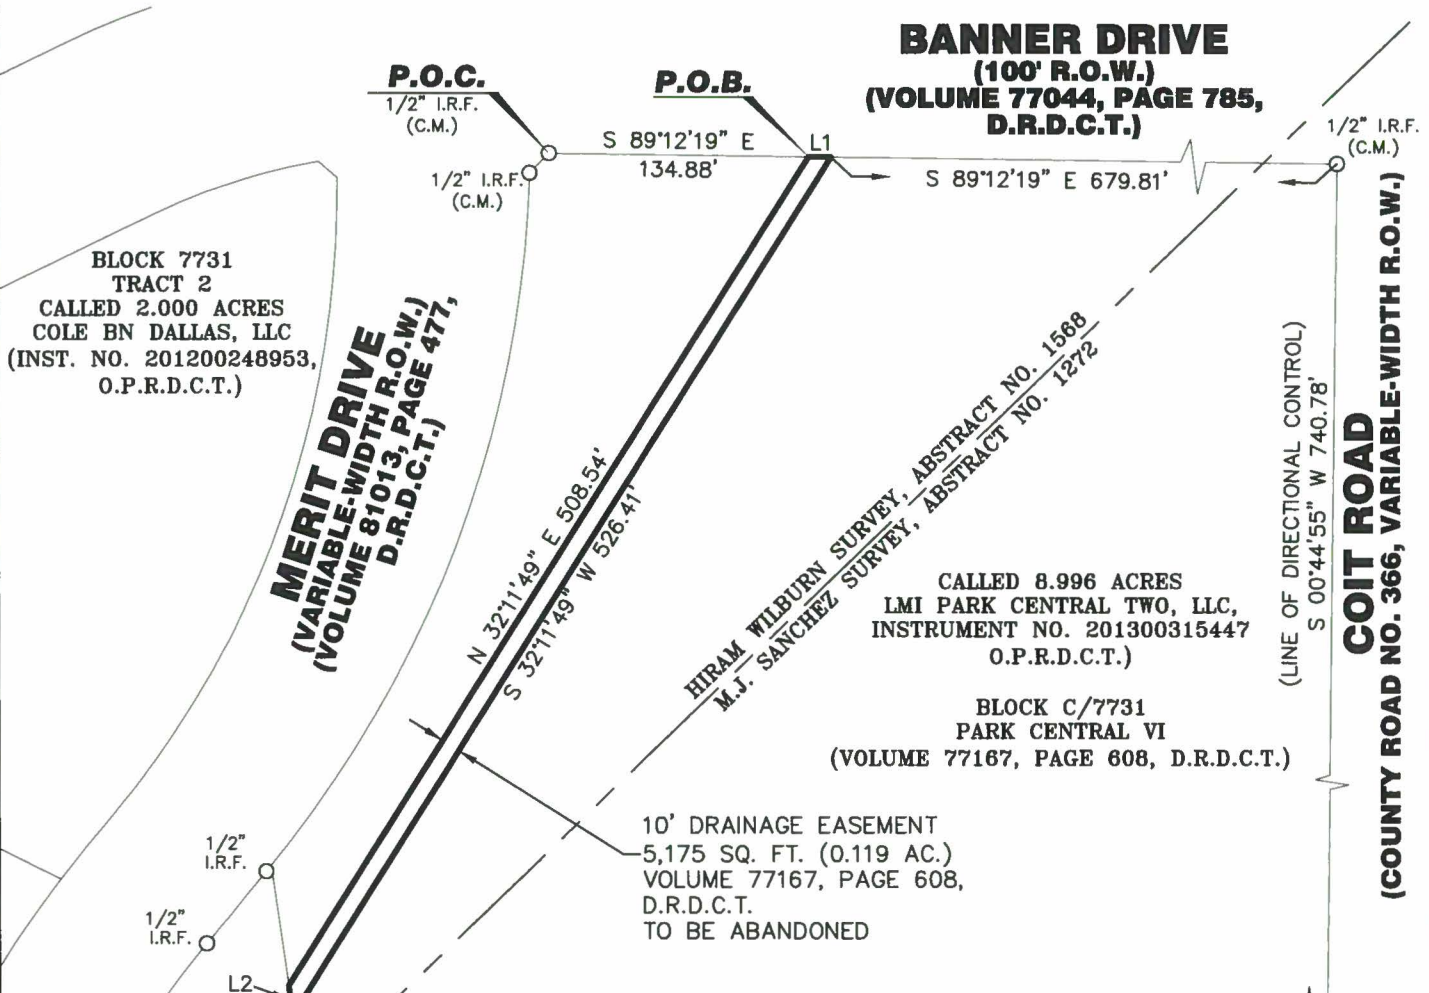 BANNER DRIVE
(100' R.O.W.)
(VOLUME 77044, PAGE 785,
D.R.D.C.T.)
P.O.C.
1/2" I.R.F.
(C.M.)
P.O.B.
1/2" I.R.F.
(C.M.)
S 89°12'19" E
134.88'
L1
S 89°12'19" E 679.81'
1/2" I.R.F.
(C.M.)
BLOCK 7731
TRACT 2
CALLED 2.000 ACRES
COLE BN DALLAS, LLC
(INST. NO. 201200248953,
O.P.R.D.C.T.)
MERIT DRIVE
(VARIABLE-WIDTH R.O.W.)
(VOLUME 81013, PAGE 477,
D.R.D.C.T.)
N 32°11'49" E 508.54'
S 32°11'49" W 526.41'
HIRAM WILBURN SURVEY, ABSTRACT NO. 1568
M.J. SANCHEZ SURVEY, ABSTRACT NO. 1272
CALLED 8.996 ACRES
LMI PARK CENTRAL TWO, LLC,
INSTRUMENT NO. 201300315447
O.P.R.D.C.T.)
BLOCK C/7731
PARK CENTRAL VI
(VOLUME 77167, PAGE 608, D.R.D.C.T.)
(LINE OF DIRECTIONAL CONTROL)
S 00°44'55" W 740.78'
COIT ROAD
(COUNTY ROAD NO. 366, VARIABLE-WIDTH R.O.W.)
10' DRAINAGE EASEMENT
5,175 SQ. FT. (0.119 AC.)
VOLUME 77167, PAGE 608,
D.R.D.C.T.
TO BE ABANDONED
1/2"
I.R.F.
1/2"
I.R.F.
L2